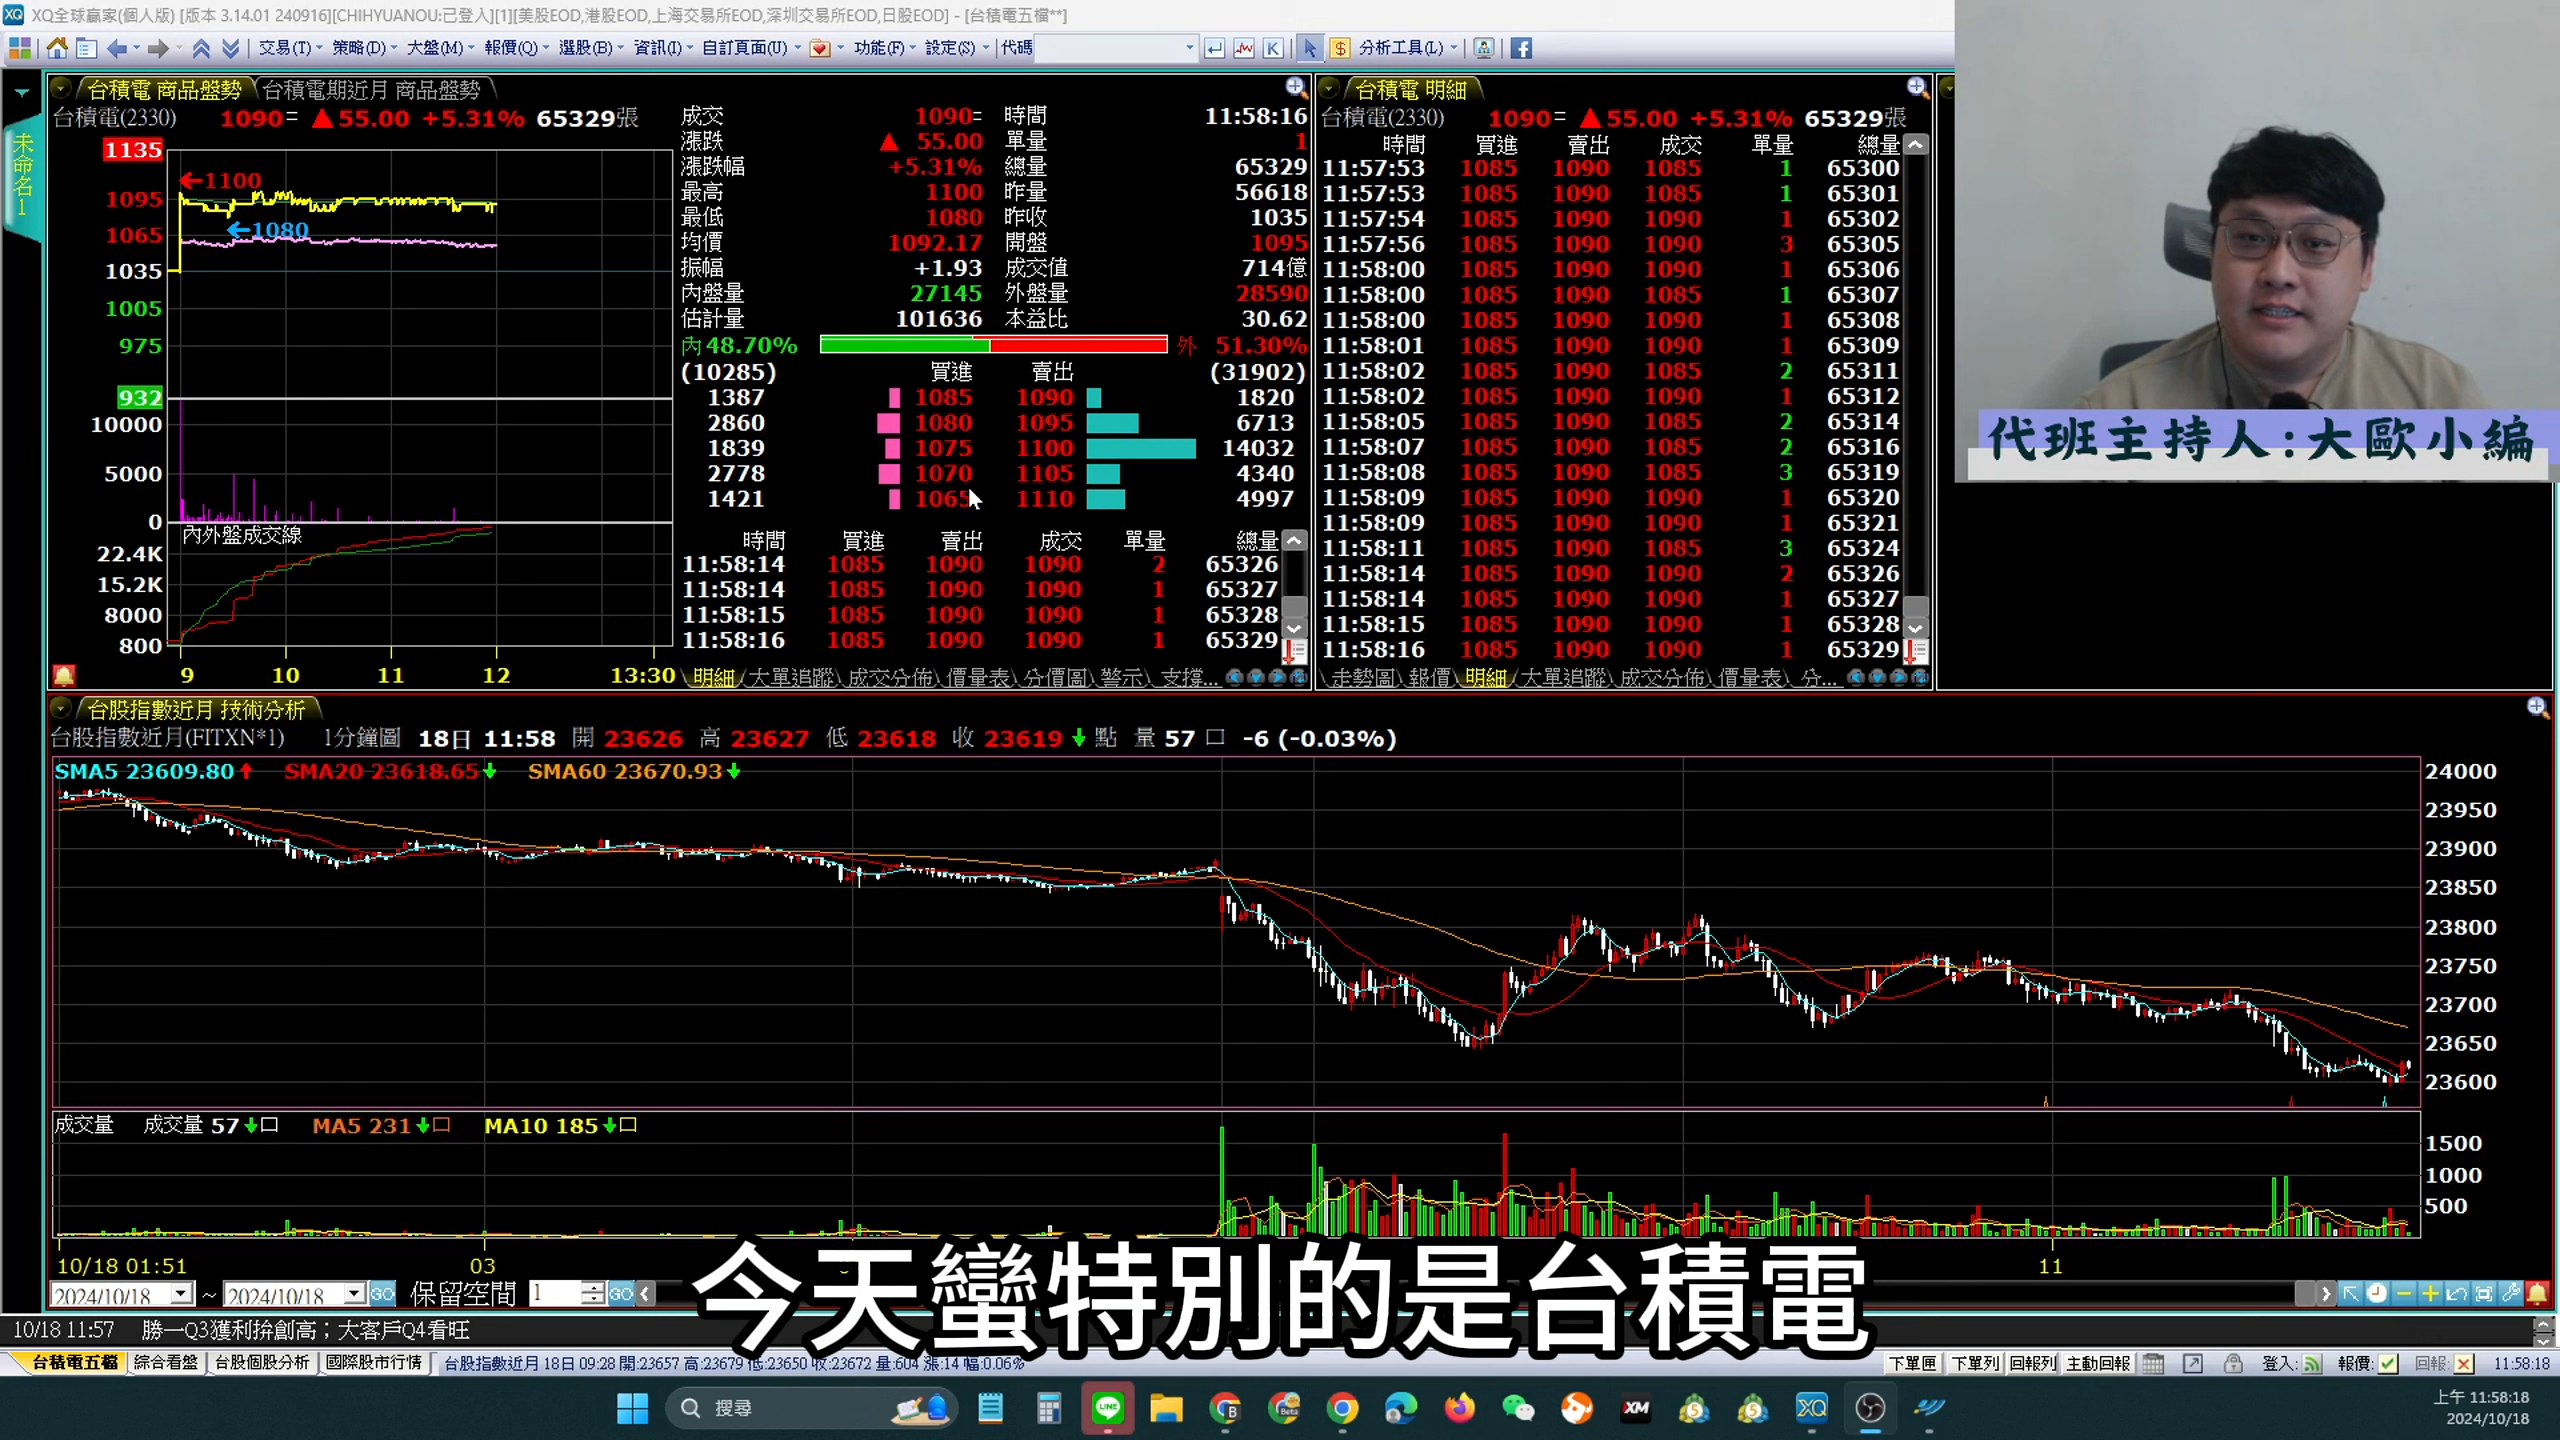 XQ全球贏家(個人版) [版本 3.14.01 240916][CHIHYUANOU:已登入][1][美股EOD,港股EOD,上海交易所EOD,深圳交易所EOD,日股EOD] - [台積電五檔**]
交易(T) 策略(D) 大盤(M) 報價(Q) 選股(B) 資訊(I) 自訂頁面(U) 功能(F) 設定(S) 代碼 K $ 分析工具(L)
未命名1
台積電 商品盤勢 台積電期近月 商品盤勢
台積電(2330) 1090= ▲55.00 +5.31% 65329張
1135
1095
1065
1035
1005
975
932
10000
5000
0
22.4K
15.2K
8000
800
←1100
←1080
內外盤成交線
9 10 11 12 13:30
成交 1090= 時間 11:58:16
漲跌 ▲ 55.00 單量 1
漲跌幅 +5.31% 總量 65329
最高 1100 昨量 56618
最低 1080 昨收 1035
均價 1092.17 開盤 1095
振幅 +1.93 成交值 714億
內盤量 27145 外盤量 28590
估計量 101636 本益比 30.62
內48.70% 外 51.30%
(10285) 買進 賣出 (31902)
1387 1085 1090 1820
2860 1080 1095 6713
1839 1075 1100 14032
2778 1070 1105 4340
1421 1065 1110 4997
時間 買進 賣出 成交 單量 總量
11:58:14 1085 1090 1090 2 65326
11:58:14 1085 1090 1090 1 65327
11:58:15 1085 1090 1090 1 65328
11:58:16 1085 1090 1090 1 65329
明細 大單追蹤 成交分佈 價量表 分價圖 警示 支撐...
台積電 明細
台積電(2330) 1090= ▲55.00 +5.31% 65329張
時間 買進 賣出 成交 單量 總量
11:57:53 1085 1090 1085 1 65300
11:57:53 1085 1090 1085 1 65301
11:57:54 1085 1090 1090 1 65302
11:57:56 1085 1090 1090 3 65305
11:58:00 1085 1090 1090 1 65306
11:58:00 1085 1090 1085 1 65307
11:58:00 1085 1090 1090 1 65308
11:58:01 1085 1090 1090 1 65309
11:58:02 1085 1090 1085 2 65311
11:58:02 1085 1090 1090 1 65312
11:58:05 1085 1090 1085 2 65314
11:58:07 1085 1090 1085 2 65316
11:58:08 1085 1090 1085 3 65319
11:58:09 1085 1090 1090 1 65320
11:58:09 1085 1090 1090 1 65321
11:58:11 1085 1090 1085 3 65324
11:58:14 1085 1090 1090 2 65326
11:58:14 1085 1090 1090 1 65327
11:58:15 1085 1090 1090 1 65328
11:58:16 1085 1090 1090 1 65329
走勢圖 報價 明細 大單追蹤 成交分佈 價量表 分...
代班主持人:大歐小編
台股指數近月 技術分析
台股指數近月(FITXN*1) 1分鐘圖 18日 11:58 開 23626 高 23627 低 23618 收 23619 點 量 57 口 -6 (-0.03%)
SMA5 23609.80 SMA20 23618.65 SMA60 23670.93
24000
23950
23900
23850
23800
23750
23700
23650
23600
成交量 成交量 57口 MA5 231口 MA10 185口
1500
1000
500
10/18 01:51 03 11
2024/10/18 ~ 2024/10/18 GO 保留空間 1 GO
今天蠻特別的是台積電
10/18 11:57 勝一Q3獲利拚創高；大客戶Q4看旺
台積電五檔 綜合看盤 台股個股分析 國際股市行情 台股指數近月 18日 09:28 開:23657 高:23679 低:23650 收:23672 量:604 漲:14 幅:0.06%
下單匣 下單列 回報列 主動回報 登入: 報價: 回報: 11:58:18
搜尋 LINE B Beta XM XQ
上午 11:58:18
2024/10/18